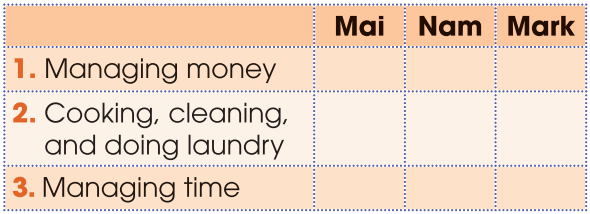 Mai Nam Mark
1. Managing money
2. Cooking, cleaning,
and doing laundry
3. Managing time